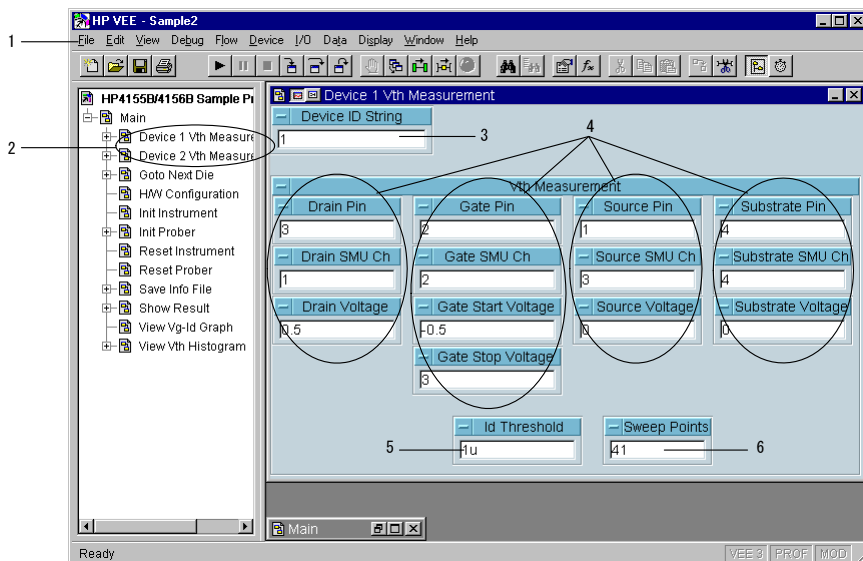 HP VEE - Sample2
1
File Edit View Debug Flow Device I/O Data Display Window Help
HP4155B/4156B Sample P
Main
2
Device 1 Vth Measure
Device 2 Vth Measure
Goto Next Die
H/W Configuration
Init Instrument
Init Prober
Reset Instrument
Reset Prober
Save Info File
Show Result
View Vg-Id Graph
View Vth Histogram
Device 1 Vth Measurement
Device ID String
1
3
4
Vth Measurement
Drain Pin Gate Pin Source Pin Substrate Pin
3 2 1 4
Drain SMU Ch Gate SMU Ch Source SMU Ch Substrate SMU Ch
1 2 3 4
Drain Voltage Gate Start Voltage Source Voltage Substrate Voltage
0.5 -0.5 0 0
Gate Stop Voltage
3
Id Threshold Sweep Points
5 1u 41 6
Main
Ready
VEE 3 PROF MOD